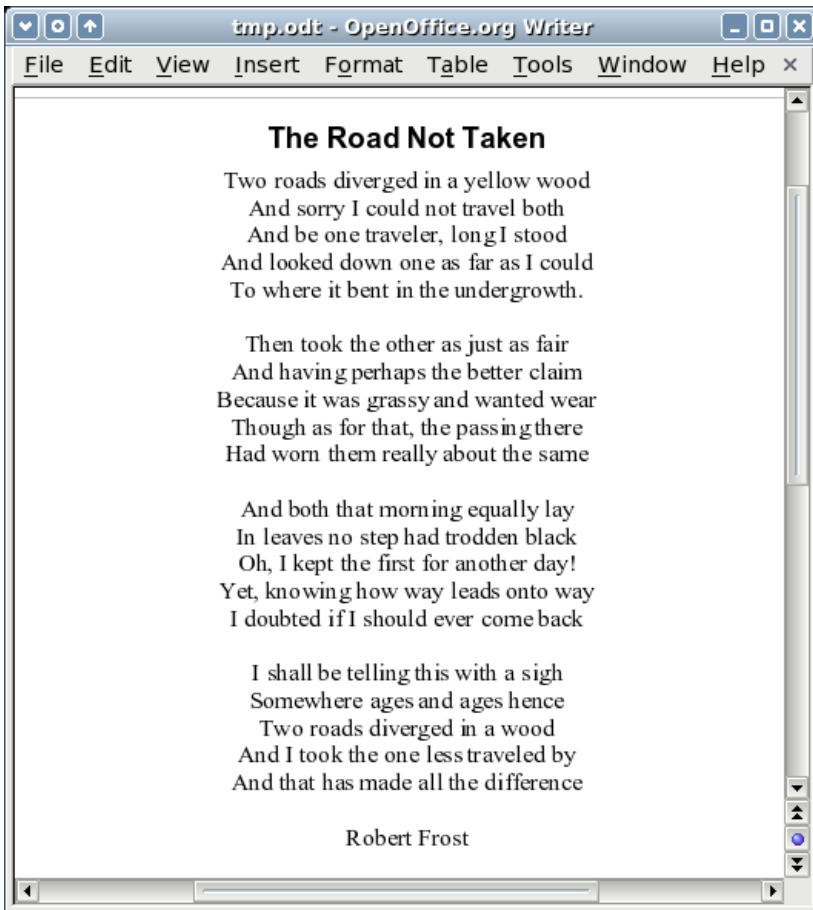 tmp.odt - OpenOffice.org Writer
File Edit View Insert Format Table Tools Window Help
The Road Not Taken
Two roads diverged in a yellow wood
And sorry I could not travel both
And be one traveler, long I stood
And looked down one as far as I could
To where it bent in the undergrowth.
Then took the other as just as fair
And having perhaps the better claim
Because it was grassy and wanted wear
Though as for that, the passing there
Had worn them really about the same
And both that morning equally lay
In leaves no step had trodden black
Oh, I kept the first for another day!
Yet, knowing how way leads onto way
I doubted if I should ever come back
I shall be telling this with a sigh
Somewhere ages and ages hence
Two roads diverged in a wood
And I took the one less traveled by
And that has made all the difference
Robert Frost